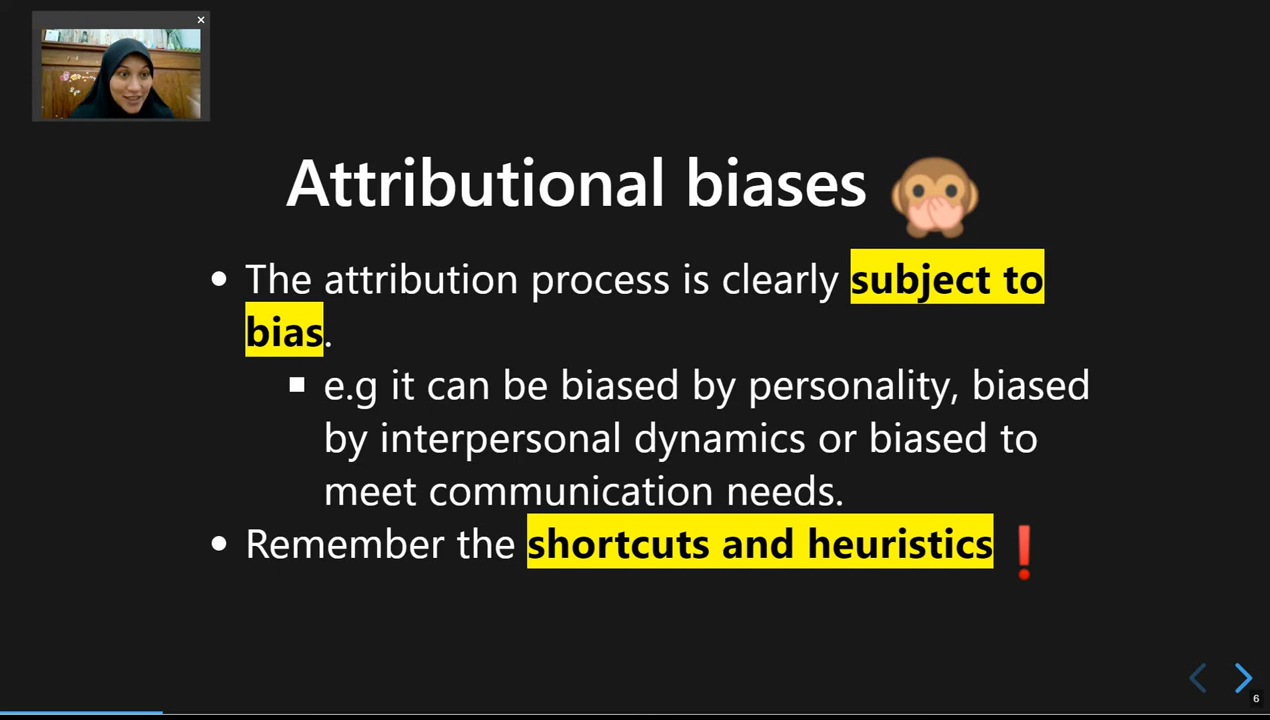 Attributional biases
The attribution process is clearly subject to
bias.
e.g it can be biased by personality, biased
by interpersonal dynamics or biased to
meet communication needs.
Remember the shortcuts and heuristics❗
6